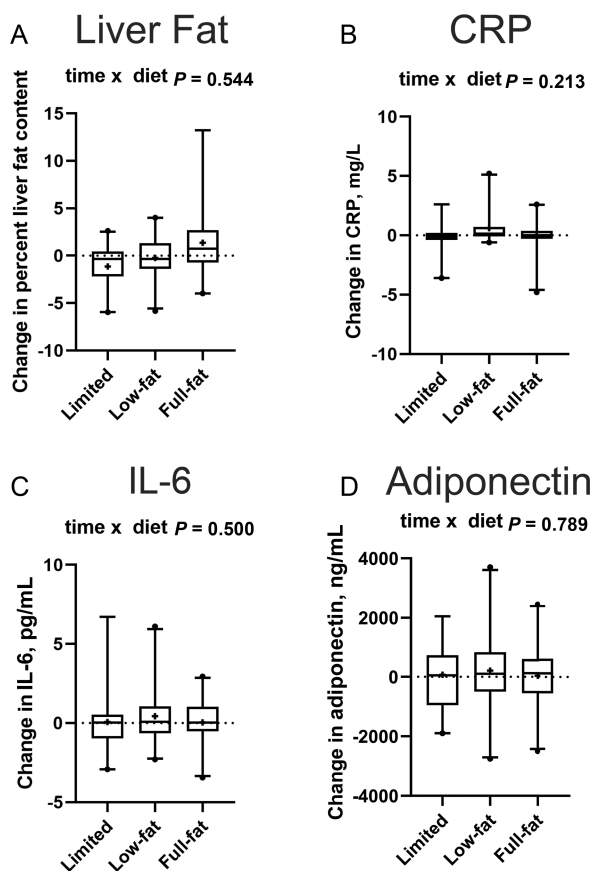 A Liver Fat
time x diet P = 0.544
Change in percent liver fat content
15
10
5
0
-5
-10
Limited
Low-fat
Full-fat
B CRP
time x diet P = 0.213
Change in CRP, mg/L
10
5
0
-5
-10
Limited
Low-fat
Full-fat
C IL-6
time x diet P = 0.500
Change in IL-6, pg/mL
10
5
0
-5
Limited
Low-fat
Full-fat
D Adiponectin
time x diet P = 0.789
Change in adiponectin, ng/mL
4000
2000
0
-2000
-4000
Limited
Low-fat
Full-fat